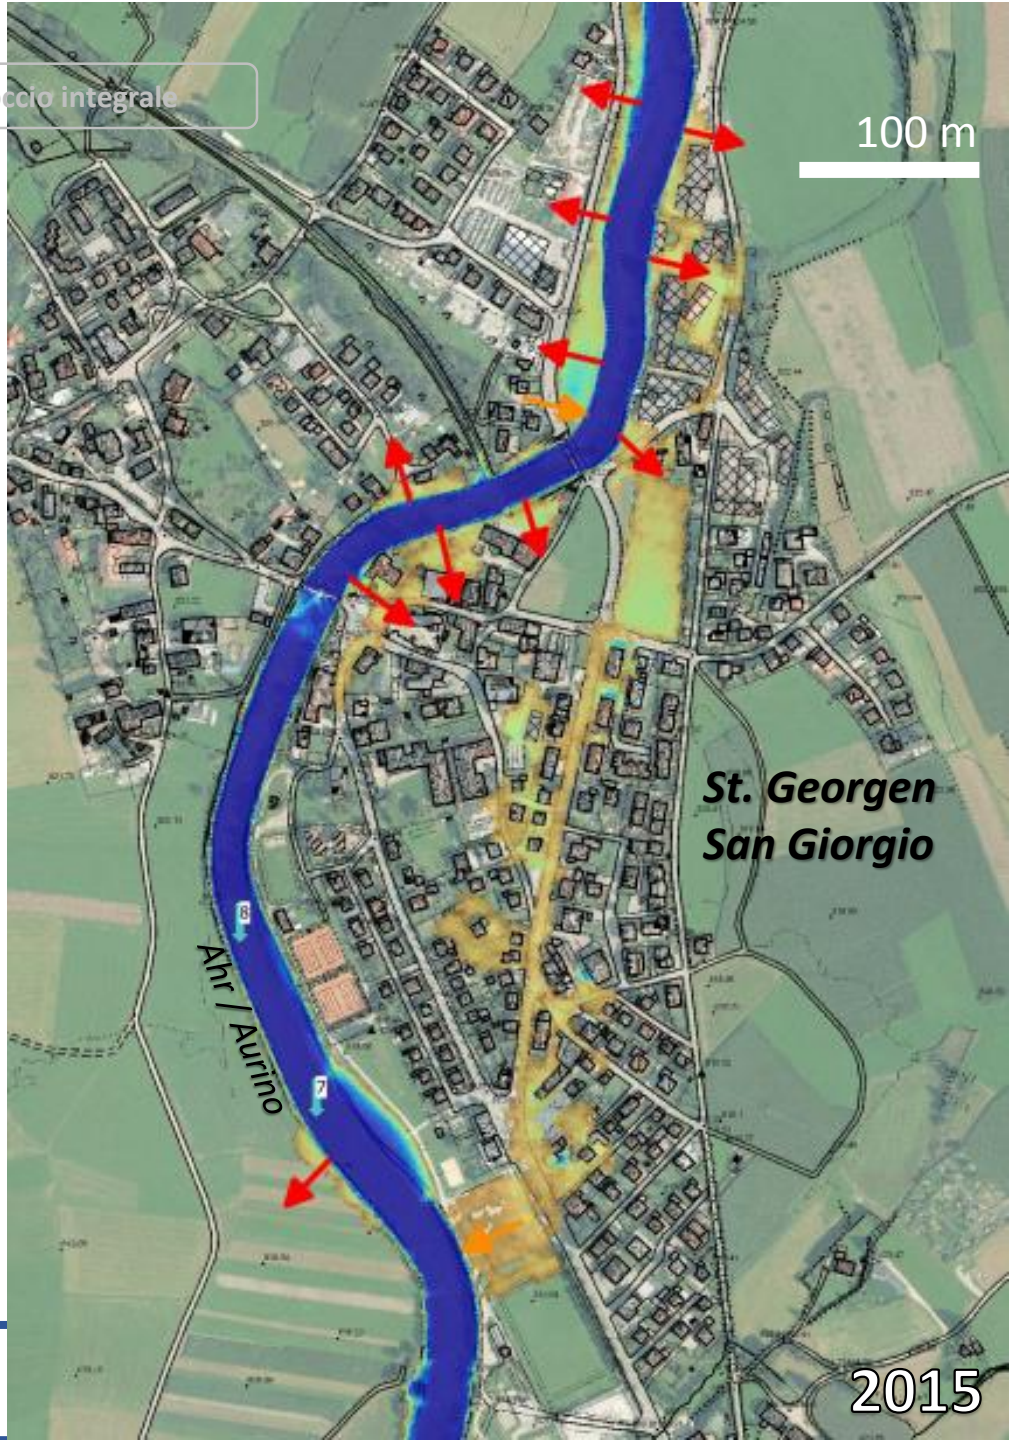 ccio integrale
100 m
St. Georgen
San Giorgio
8
Ahr / Aurino
7
2015